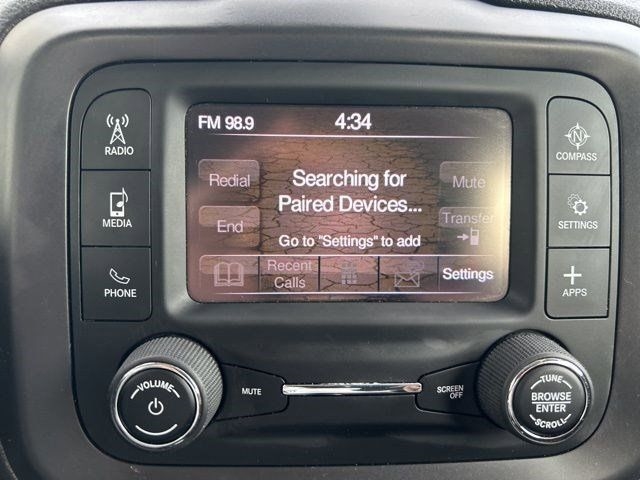 FM 98.9 4:34
RADIO
MEDIA
PHONE
Redial
End
Searching for
Paired Devices...
Go to "Settings" to add
Mute
Transfer
Recent
Calls
Settings
N
COMPASS
SETTINGS
+
APPS
VOLUME
MUTE
SCREEN
OFF
TUNE
BROWSE
ENTER
SCROLL